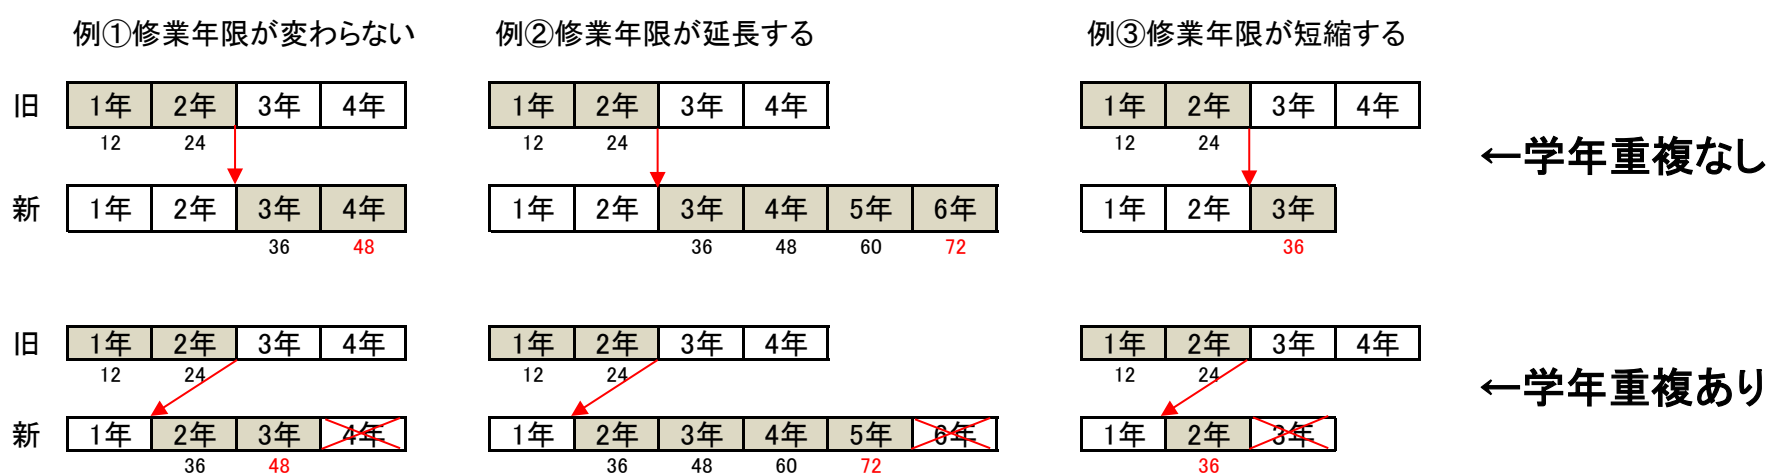 例①修業年限が変わらない 例②修業年限が延長する 例③修業年限が短縮する
旧 1年 2年 3年 4年 1年 2年 3年 4年 1年 2年 3年 4年
12 24 12 24 12 24
←学年重複なし
新 1年 2年 3年 4年 1年 2年 3年 4年 5年 6年 1年 2年 3年
36 48 36 48 60 72 36
旧 1年 2年 3年 4年 1年 2年 3年 4年 1年 2年 3年 4年
12 24 12 24 12 24
←学年重複あり
新 1年 2年 3年 4年 1年 2年 3年 4年 5年 6年 1年 2年 3年
36 48 36 48 60 72 36